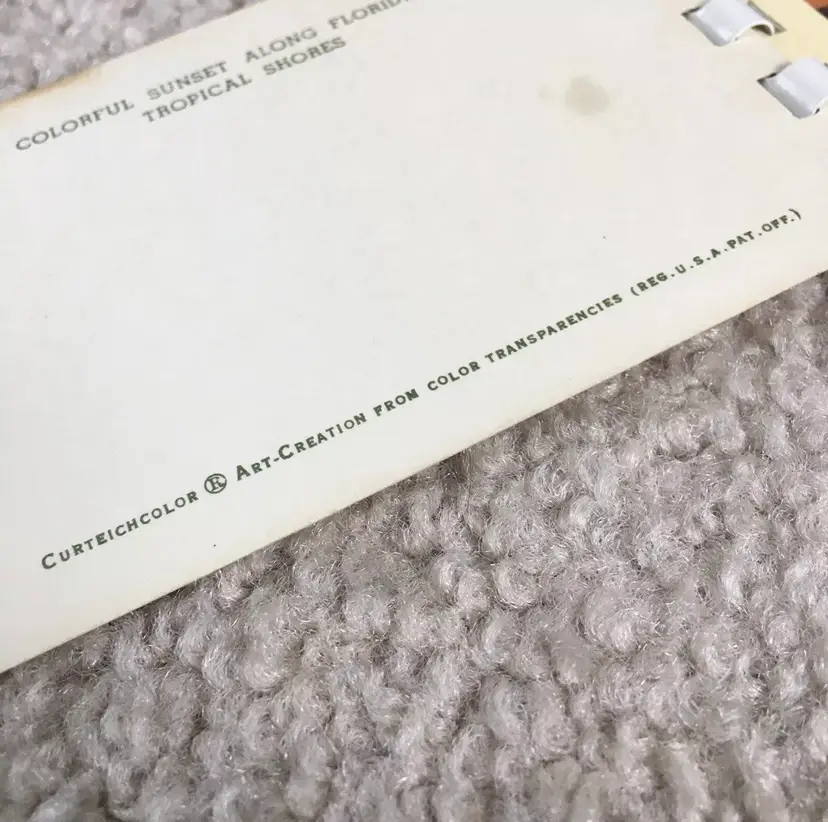 COLORFUL SUNSET ALONG FLORID
TROPICAL SHORES
CURTEICHCOLOR ® ART-CREATION FROM COLOR TRANSPARENCIES (REG.U.S.A.PAT.OFF.)